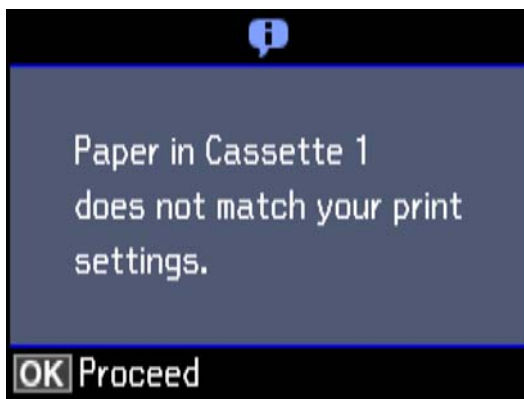 Paper in Cassette 1
does not match your print
settings.
OK Proceed